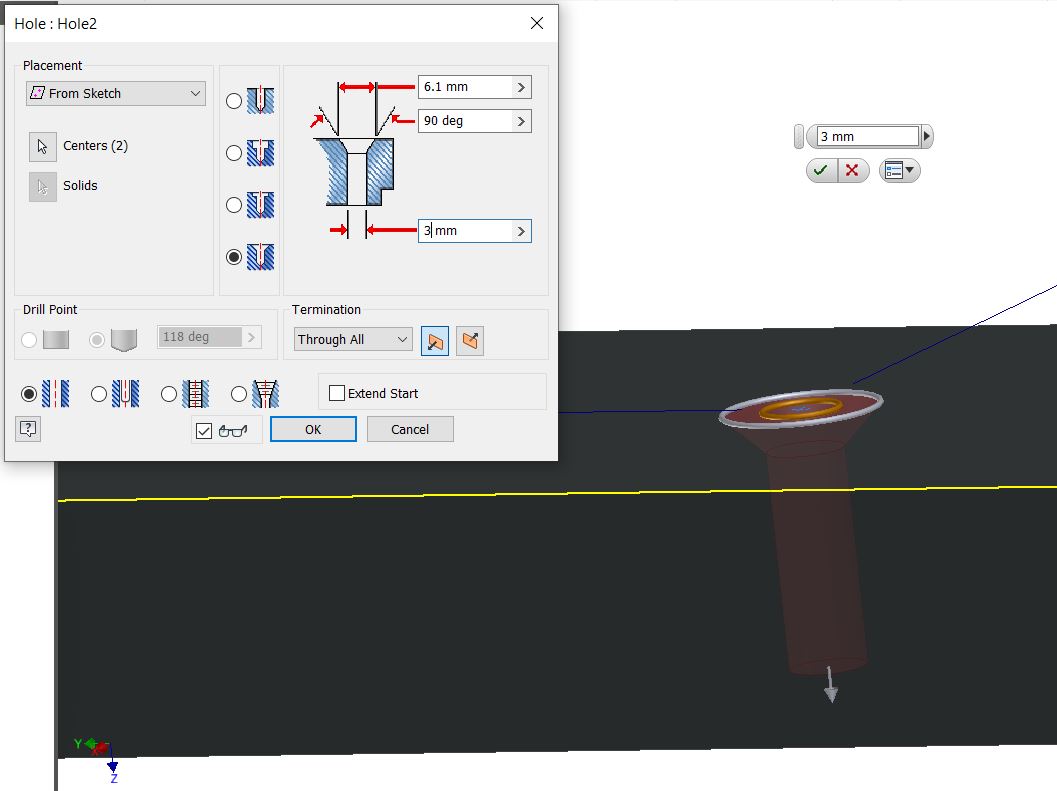 Hole : Hole2
Placement
From Sketch
Centers (2)
Solids
6.1 mm
90 deg
3 mm
Drill Point
118 deg
Termination
Through All
Extend Start
OK
Cancel
3 mm
Y
X
Z